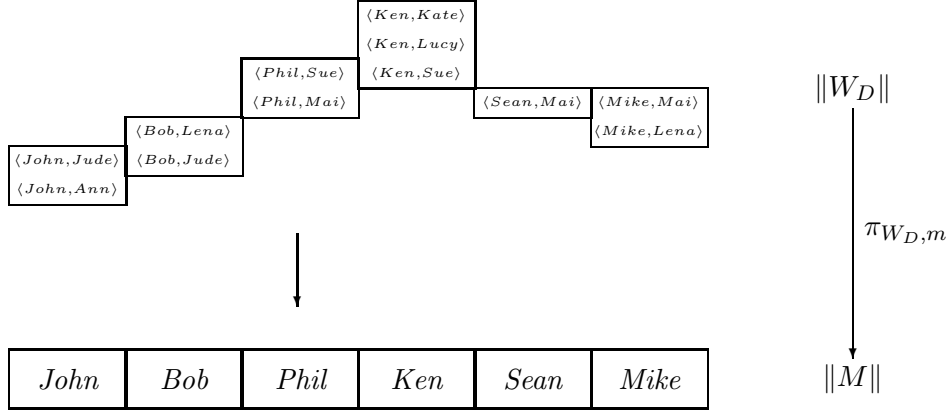 ⟨Ken,Kate⟩
⟨Ken,Lucy⟩
⟨Phil,Sue⟩ ⟨Ken,Sue⟩
⟨Phil,Mai⟩ ⟨Sean,Mai⟩ ⟨Mike,Mai⟩ ‖W_D‖
⟨Bob,Lena⟩ ⟨Mike,Lena⟩
⟨John,Jude⟩ ⟨Bob,Jude⟩
⟨John,Ann⟩
π_{W_D,m}
John Bob Phil Ken Sean Mike ‖M‖